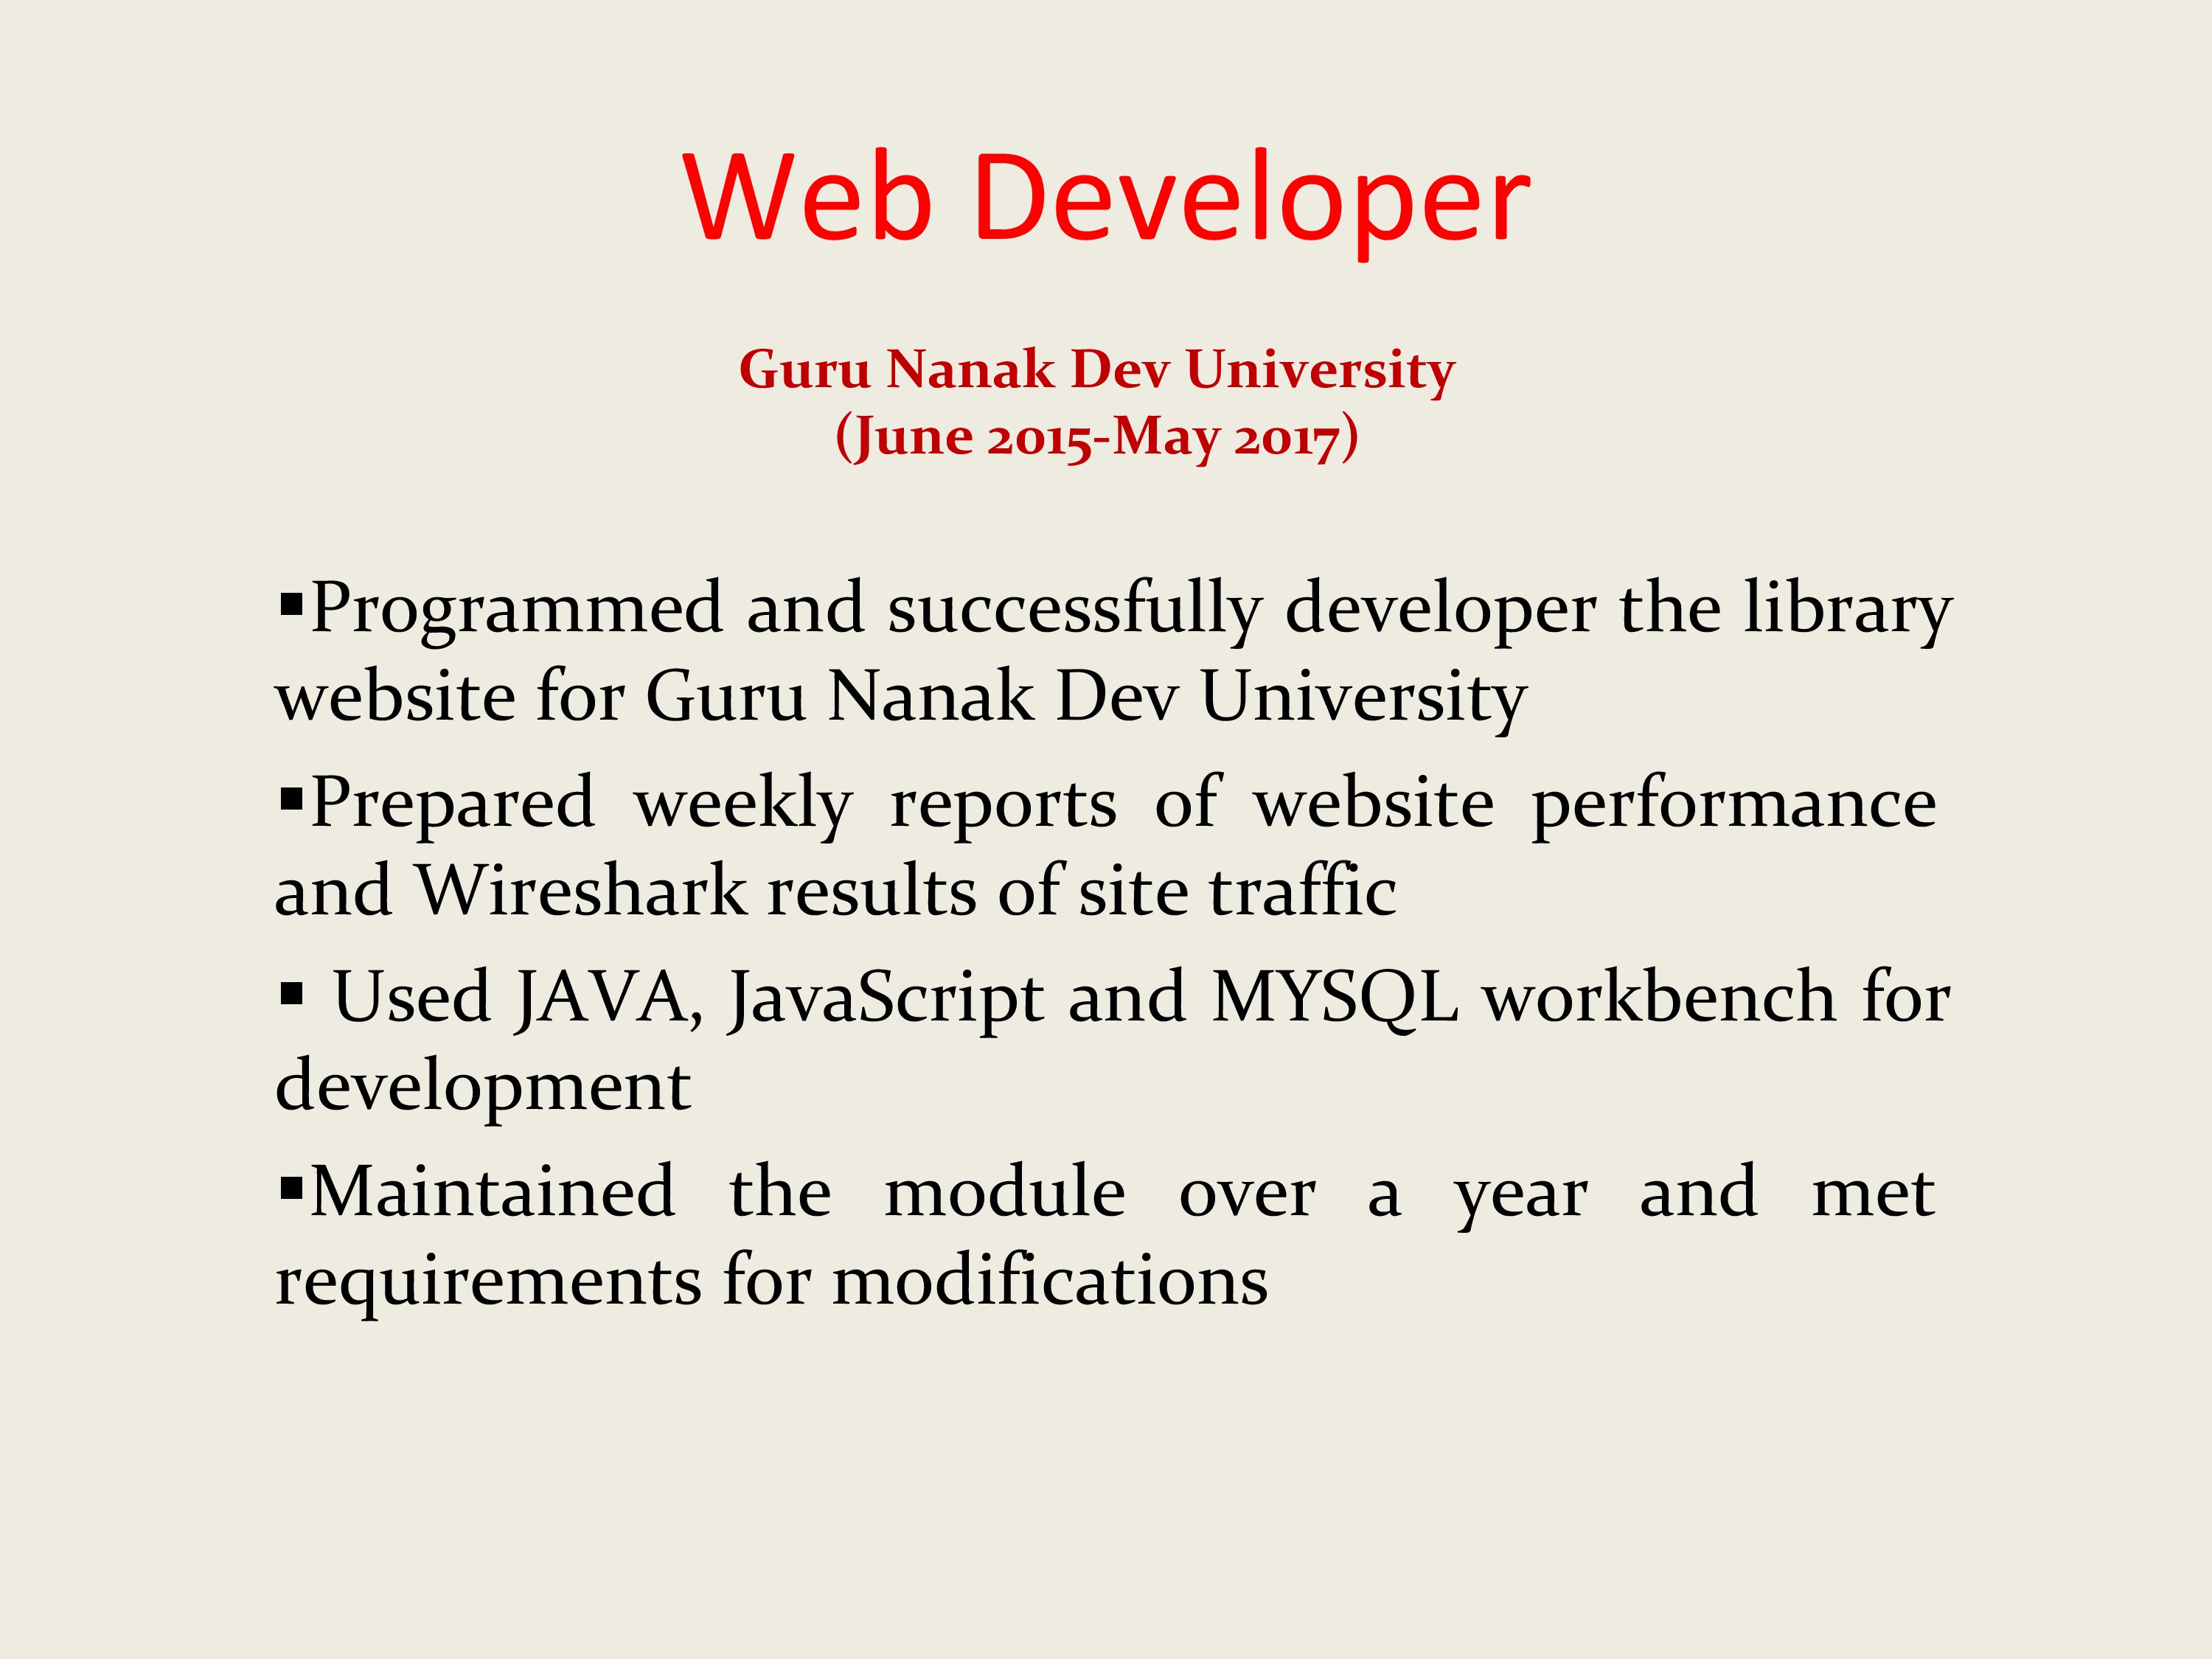 Web Developer
Guru Nanak Dev University
(June 2015-May 2017)
▪Programmed and successfully developer the library
website for Guru Nanak Dev University
▪Prepared weekly reports of website performance
and Wireshark results of site traffic
▪ Used JAVA, JavaScript and MYSQL workbench for
development
▪Maintained the module over a year and met
requirements for modifications